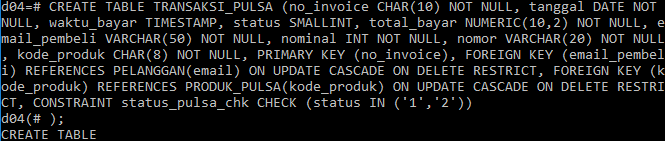 d04=# CREATE TABLE TRANSAKSI_PULSA (no_invoice CHAR(10) NOT NULL, tanggal DATE NOT
NULL, waktu_bayar TIMESTAMP, status SMALLINT, total_bayar NUMERIC(10,2) NOT NULL, e
mail_pembeli VARCHAR(50) NOT NULL, nominal INT NOT NULL, nomor VARCHAR(20) NOT NULL
, kode_produk CHAR(8) NOT NULL, PRIMARY KEY (no_invoice), FOREIGN KEY (email_pembel
i) REFERENCES PELANGGAN(email) ON UPDATE CASCADE ON DELETE RESTRICT, FOREIGN KEY (k
ode_produk) REFERENCES PRODUK_PULSA(kode_produk) ON UPDATE CASCADE ON DELETE RESTRI
CT, CONSTRAINT status_pulsa_chk CHECK (status IN ('1','2'))
d04(# );
CREATE TABLE